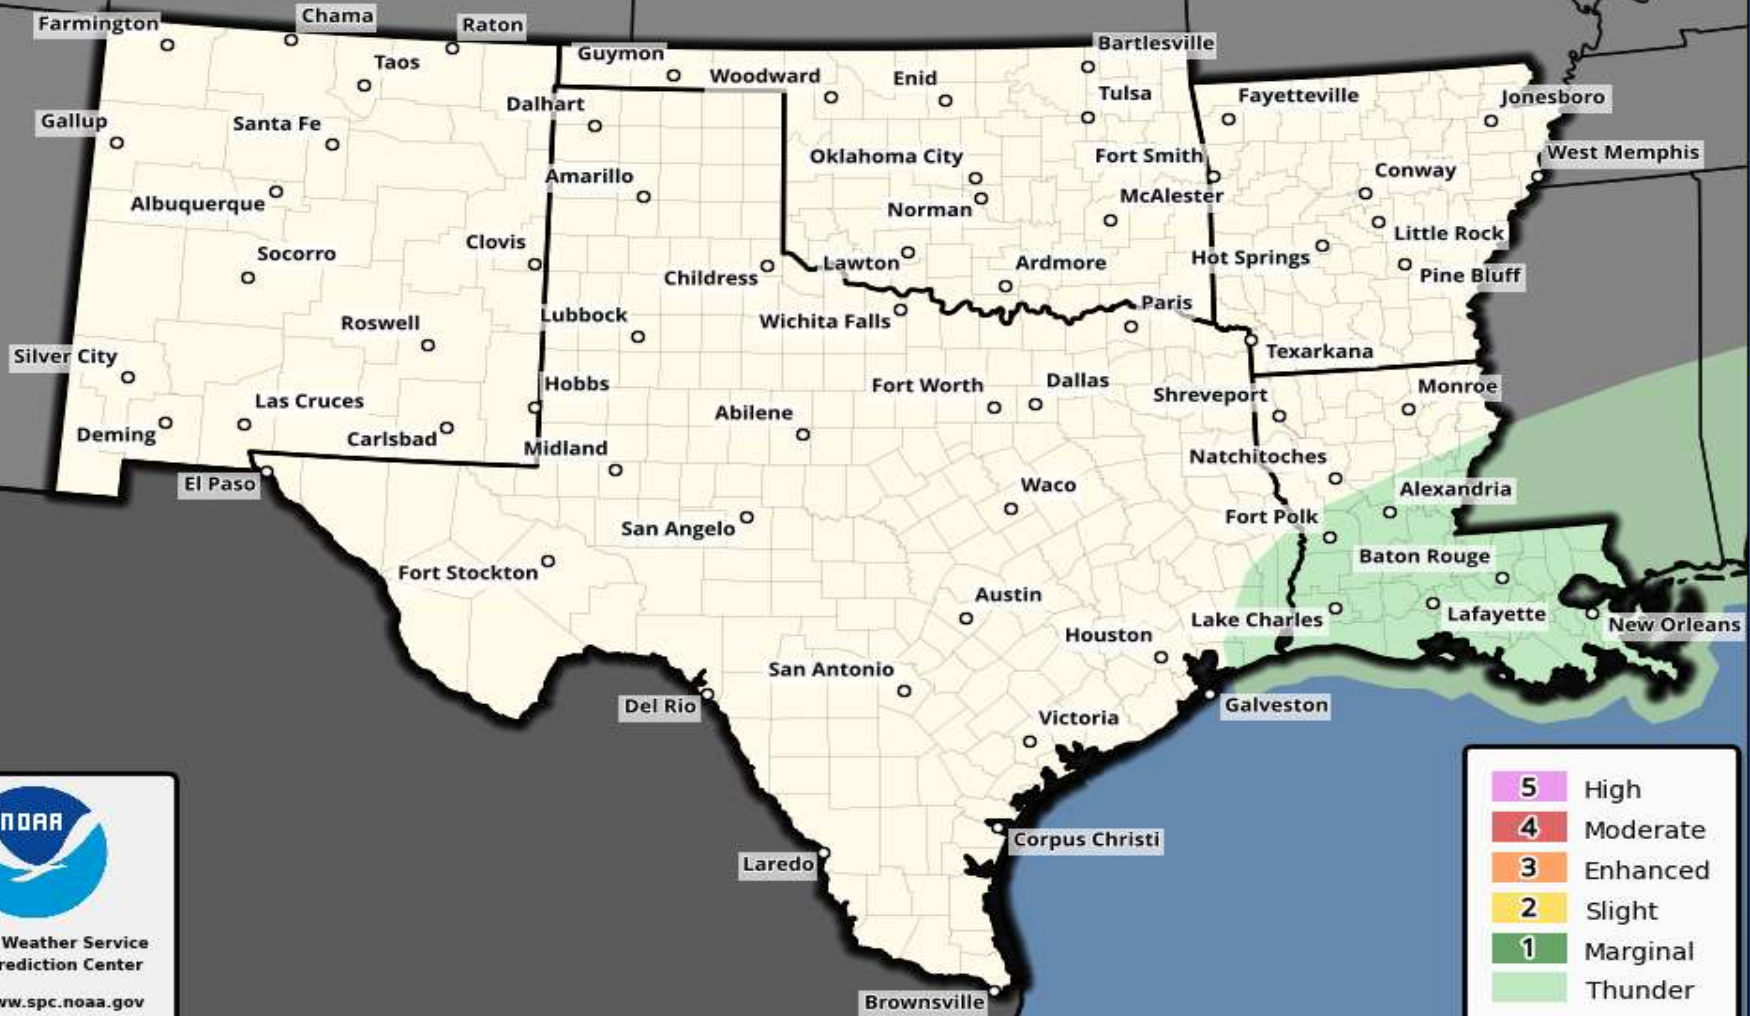 Farmington
Chama
Raton
Taos
Guymon
Woodward
Enid
Bartlesville
Tulsa
Fayetteville
Jonesboro
Dalhart
Gallup
Santa Fe
Oklahoma City
Fort Smith
West Memphis
Conway
Amarillo
Albuquerque
Norman
McAlester
Little Rock
Socorro
Clovis
Childress
Lawton
Ardmore
Hot Springs
Pine Bluff
Paris
Roswell
Lubbock
Wichita Falls
Texarkana
Silver City
Las Cruces
Hobbs
Abilene
Fort Worth
Dallas
Shreveport
Monroe
Deming
Carlsbad
Midland
Natchitoches
El Paso
Waco
Alexandria
San Angelo
Fort Polk
Fort Stockton
Baton Rouge
Austin
Lake Charles
Lafayette
New Orleans
Houston
San Antonio
Del Rio
Galveston
Victoria
Corpus Christi
Laredo
Brownsville
5 High
4 Moderate
3 Enhanced
2 Slight
1 Marginal
Thunder
NOAA
Weather Service
rediction Center
ww.spc.noaa.gov